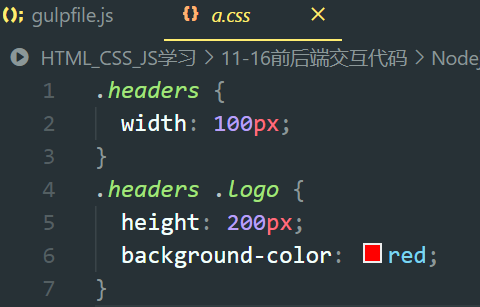 gulpfile.js a.css
HTML_CSS_JS学习 > 11-16前后端交互代码 > Node
1 .headers {
2 width: 100px;
3 }
4 .headers .logo {
5 height: 200px;
6 background-color: red;
7 }